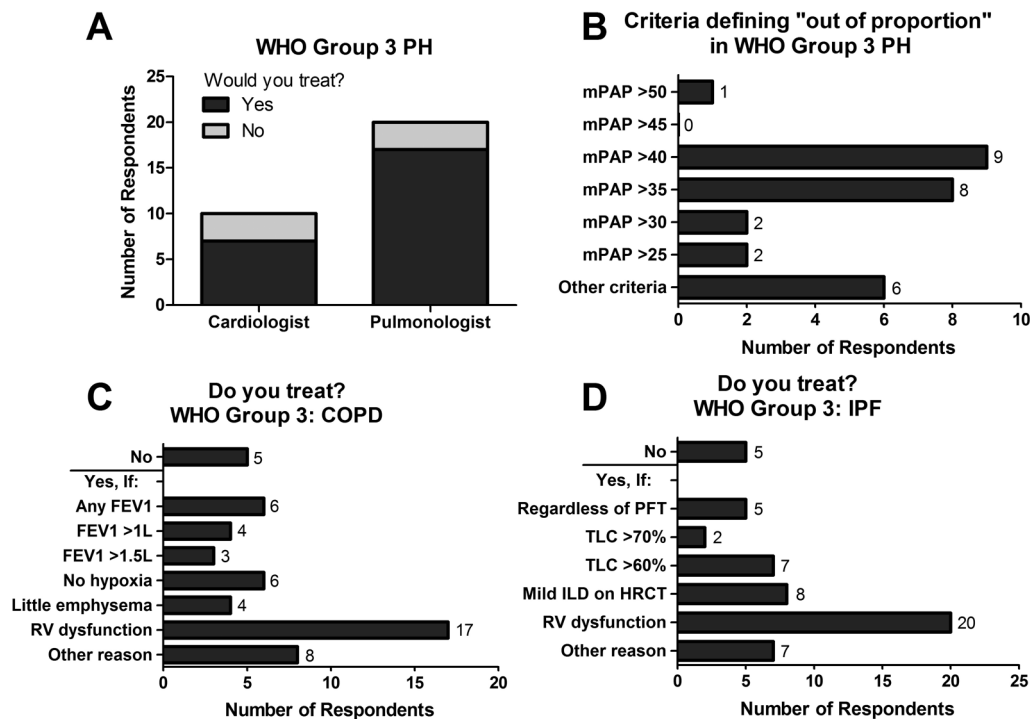 A
WHO Group 3 PH
Number of Respondents
25
20
15
10
5
0
Would you treat?
Yes
No
Cardiologist
Pulmonologist
B
Criteria defining "out of proportion"
in WHO Group 3 PH
mPAP >50
1
mPAP >45
0
mPAP >40
9
mPAP >35
8
mPAP >30
2
mPAP >25
2
Other criteria
6
0 2 4 6 8 10
Number of Respondents
C
Do you treat?
WHO Group 3: COPD
No
5
Yes, If:
Any FEV1
6
FEV1 >1L
4
FEV1 >1.5L
3
No hypoxia
6
Little emphysema
4
RV dysfunction
17
Other reason
8
0 5 10 15 20
Number of Respondents
D
Do you treat?
WHO Group 3: IPF
No
5
Yes, If:
Regardless of PFT
5
TLC >70%
2
TLC >60%
7
Mild ILD on HRCT
8
RV dysfunction
20
Other reason
7
0 5 10 15 20 25
Number of Respondents